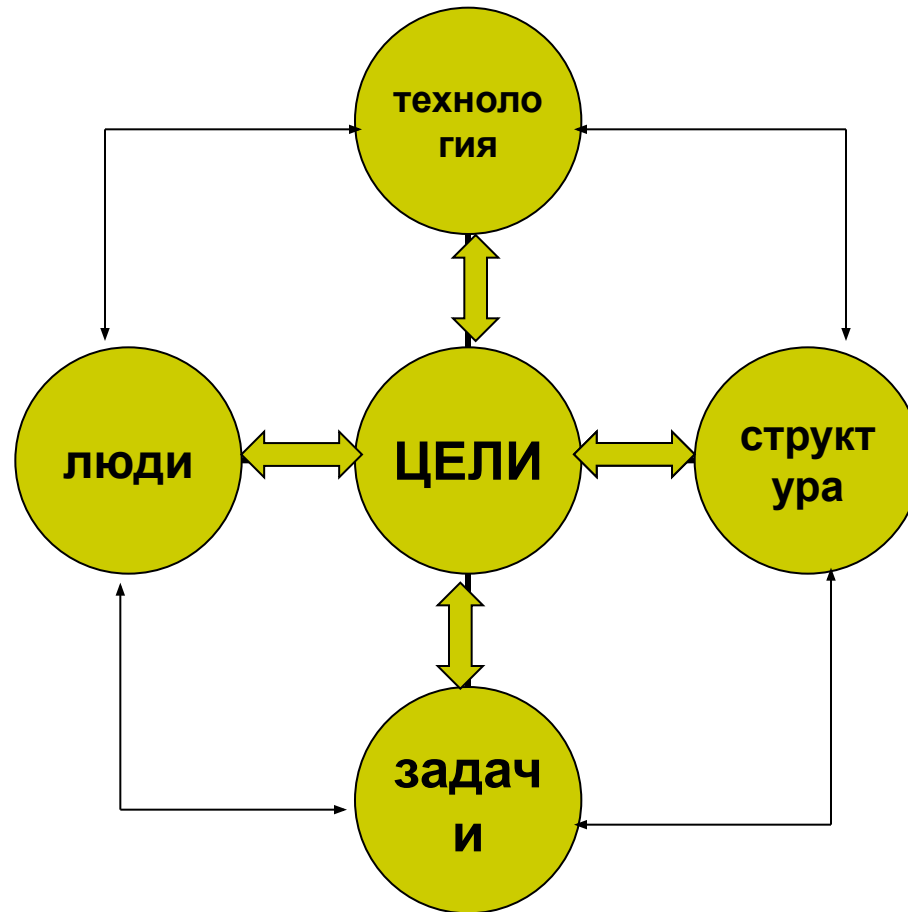 техноло
гия
люди
ЦЕЛИ
структ
ура
задач
и